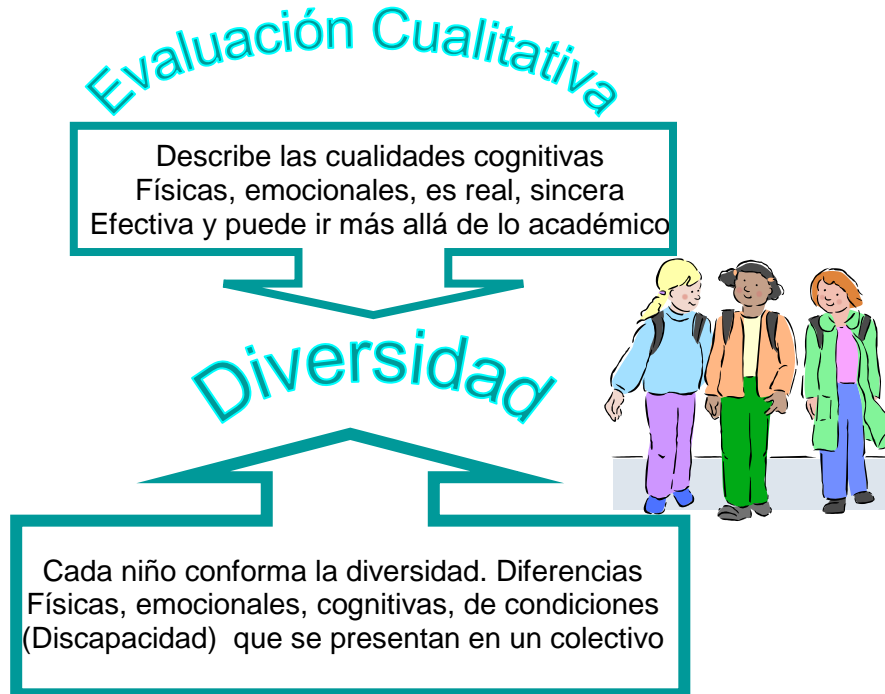 Evaluación Cualitativa
Describe las cualidades cognitivas
Físicas, emocionales, es real, sincera
Efectiva y puede ir más allá de lo académico
Diversidad
Cada niño conforma la diversidad. Diferencias
Físicas, emocionales, cognitivas, de condiciones
(Discapacidad)  que se presentan en un colectivo